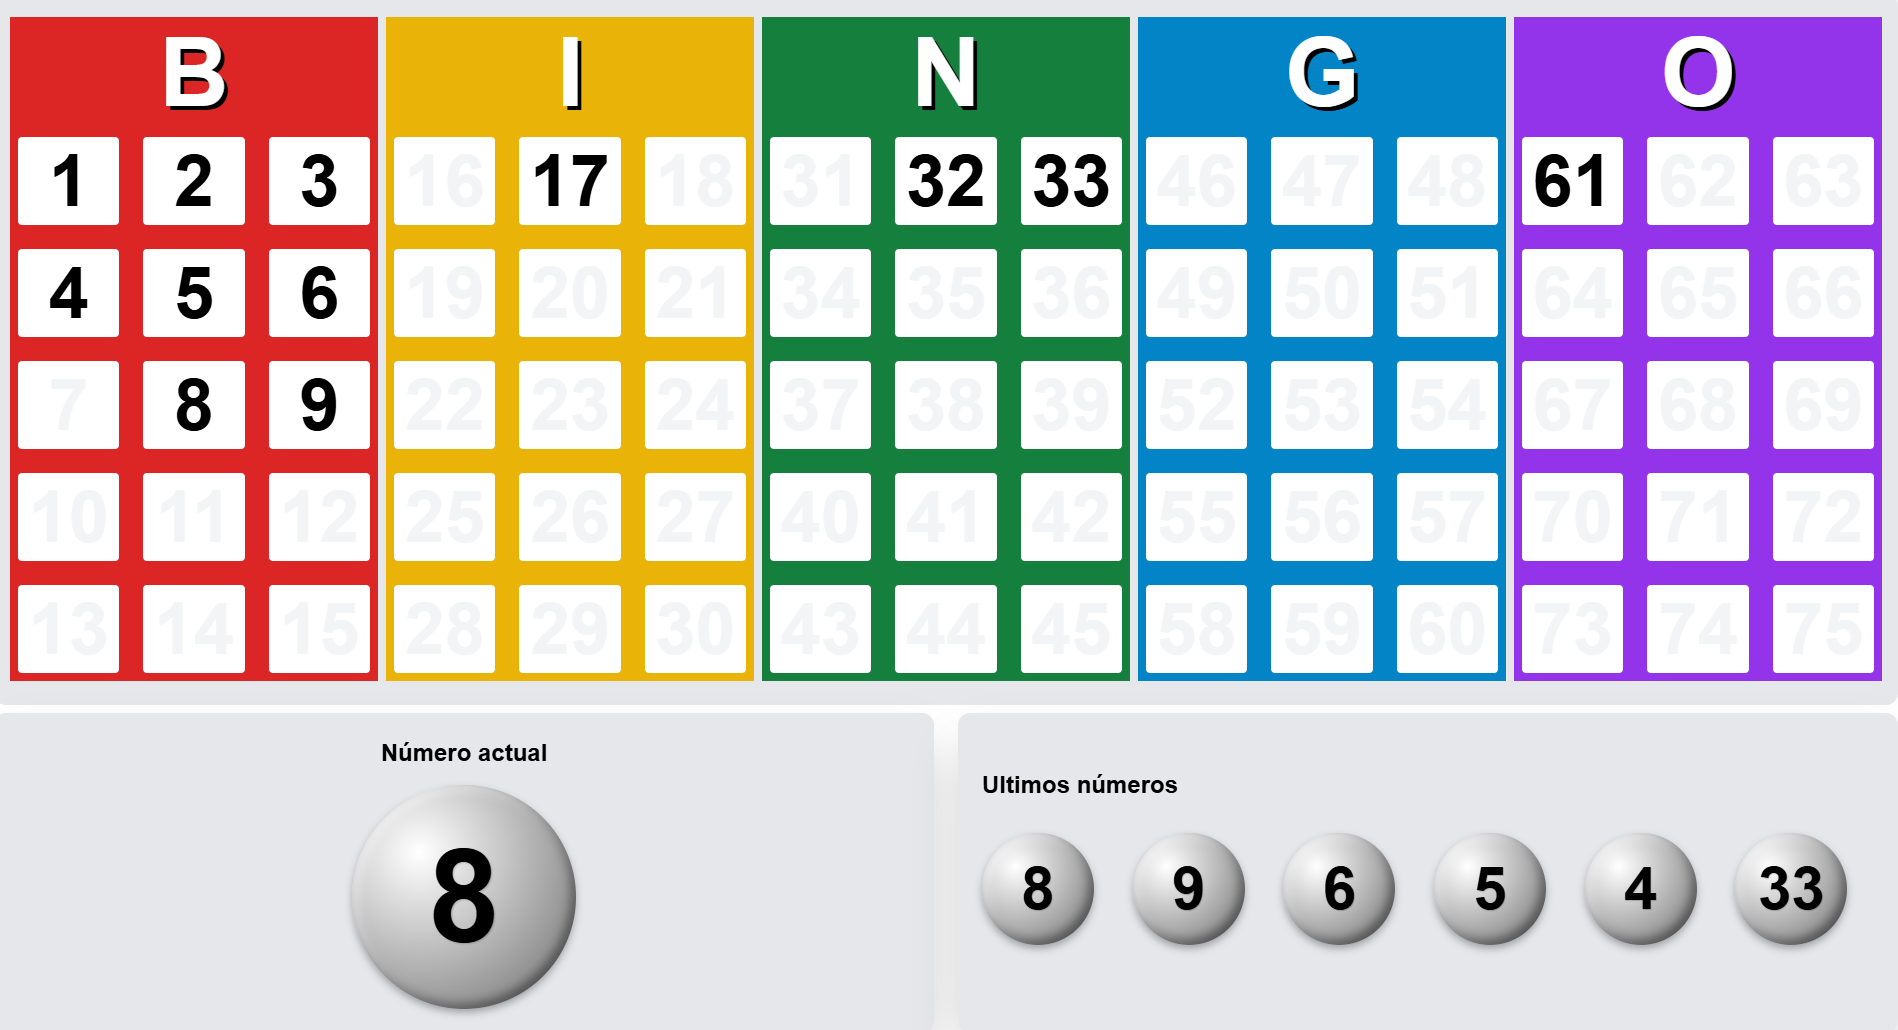 B I N G O
1 2 3 16 17 18 31 32 33 46 47 48 61 62 63
4 5 6 19 20 21 34 35 36 49 50 51 64 65 66
7 8 9 22 23 24 37 38 39 52 53 54 67 68 69
10 11 12 25 26 27 40 41 42 55 56 57 70 71 72
13 14 15 28 29 30 43 44 45 58 59 60 73 74 75
Número actual
8
Ultimos números
8 9 6 5 4 33